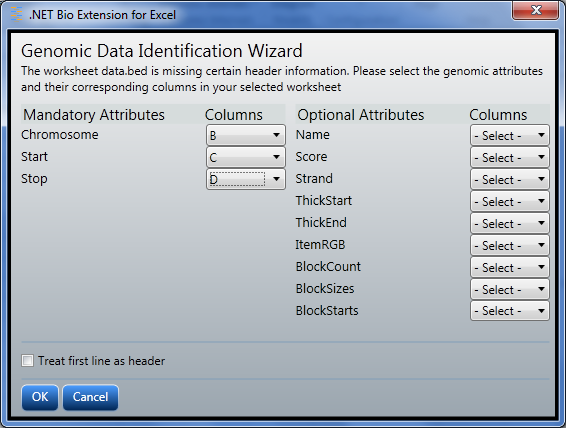 .NET Bio Extension for Excel
Genomic Data Identification Wizard
The worksheet data.bed is missing certain header information. Please select the genomic attributes
and their corresponding columns in your selected worksheet
Mandatory Attributes Columns
Chromosome B
Start C
Stop D
Optional Attributes Columns
Name - Select -
Score - Select -
Strand - Select -
ThickStart - Select -
ThickEnd - Select -
ItemRGB - Select -
BlockCount - Select -
BlockSizes - Select -
BlockStarts - Select -
Treat first line as header
OK Cancel